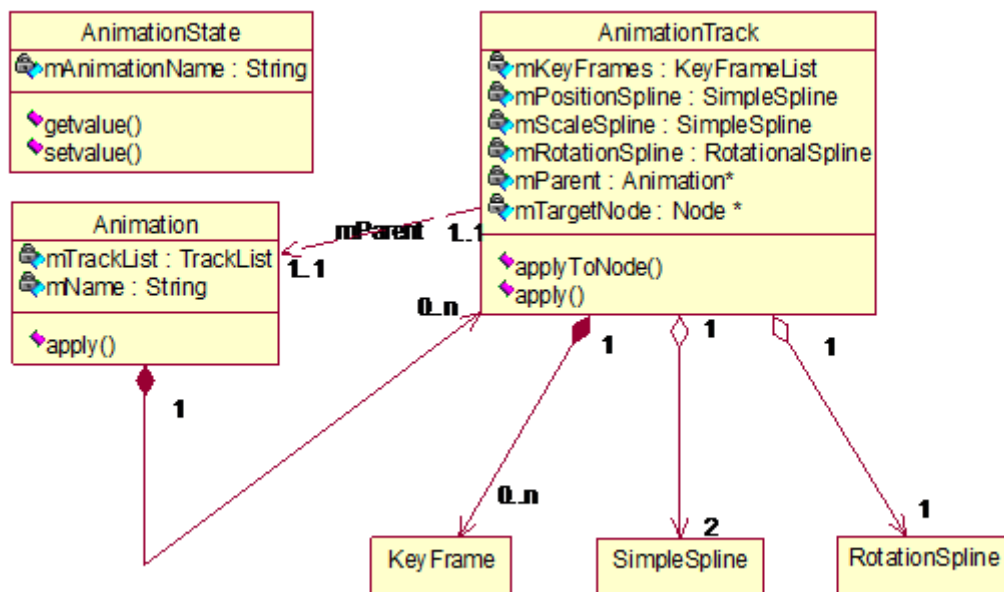 AnimationState
mAnimationName : String
getvalue()
setvalue()
AnimationTrack
mKeyFrames : KeyFrameList
mPositionSpline : SimpleSpline
mScaleSpline : SimpleSpline
mRotationSpline : RotationalSpline
mParent : Animation*
mTargetNode : Node *
applyToNode()
apply()
Animation
mTrackList : TrackList
mName : String
apply()
mParent
1..1
1..1
0..n
1
1
1
1
0..n
2
1
KeyFrame
SimpleSpline
RotationSpline